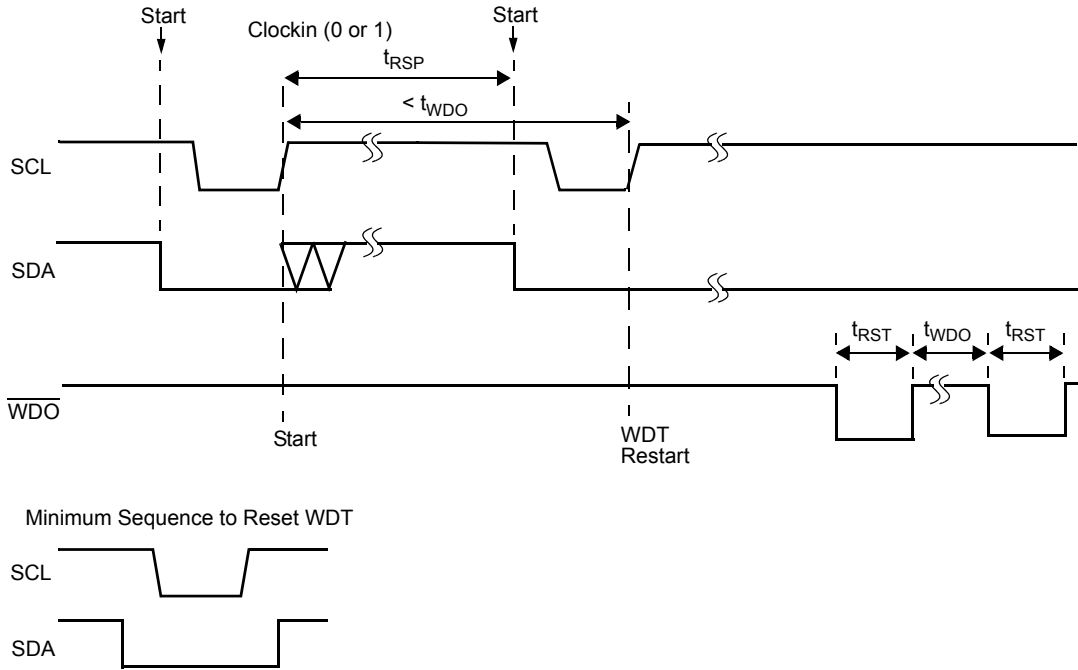 Start
Start
Clockin (0 or 1)
tRSP
< tWDO
SCL
SDA
tRST
tWDO
tRST
WDO
Start
WDT
Restart
Minimum Sequence to Reset WDT
SCL
SDA